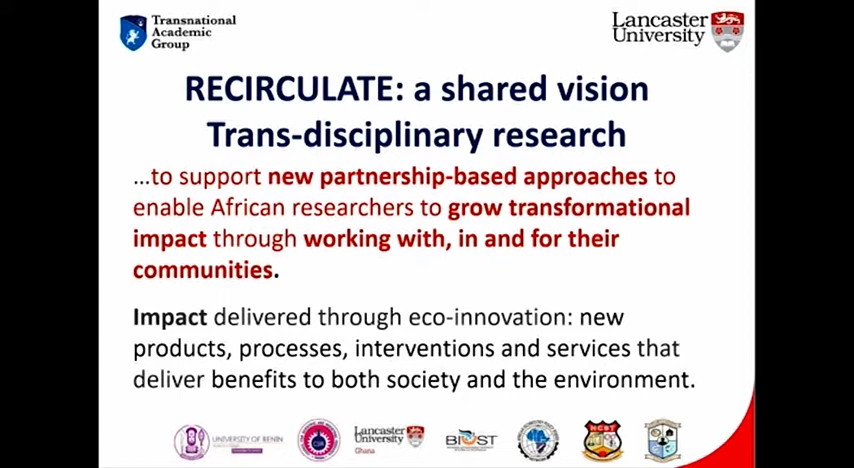 Transnational
Academic
Group
Lancaster
University
RECIRCULATE: a shared vision
Trans-disciplinary research
...to support new partnership-based approaches to
enable African researchers to grow transformational
impact through working with, in and for their
communities.
Impact delivered through eco-innovation: new
products, processes, interventions and services that
deliver benefits to both society and the environment.
UNIVERSITY OF BENIN
Lancaster
University
Ghana
BIUST